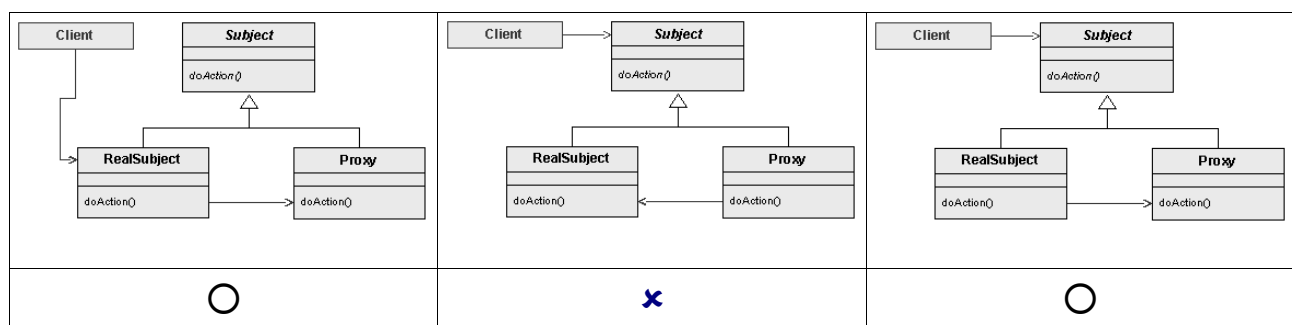 Client
Subject
doAction()
RealSubject
doAction()
Proxy
doAction()
Client
Subject
doAction()
RealSubject
doAction()
Proxy
doAction()
Client
Subject
doAction()
RealSubject
doAction()
Proxy
doAction()